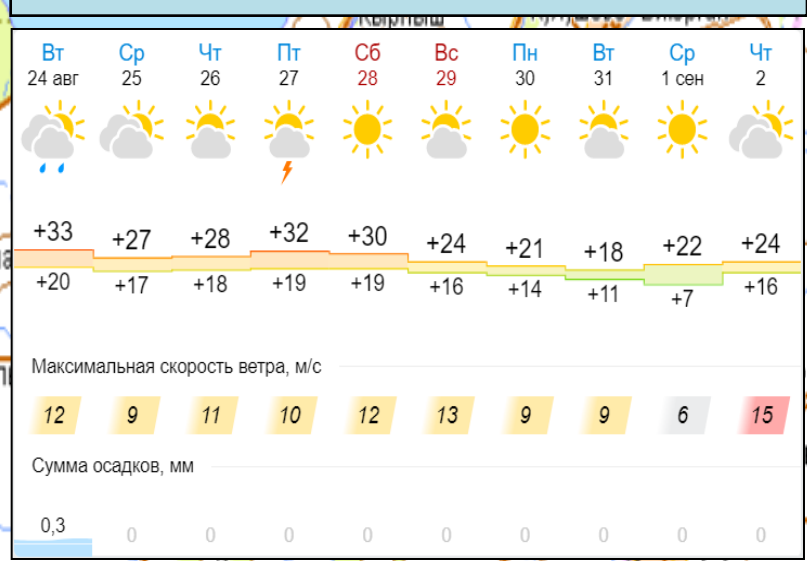 Кырпыш
Вт Ср Чт Пт Сб Вс Пн Вт Ср Чт
24 авг 25 26 27 28 29 30 31 1 сен 2
+33 +27 +28 +32 +30 +24 +21 +18 +22 +24
+20 +17 +18 +19 +19 +16 +14 +11 +7 +16
Максимальная скорость ветра, м/с
12 9 11 10 12 13 9 9 6 15
Сумма осадков, мм
0,3 0 0 0 0 0 0 0 0 0